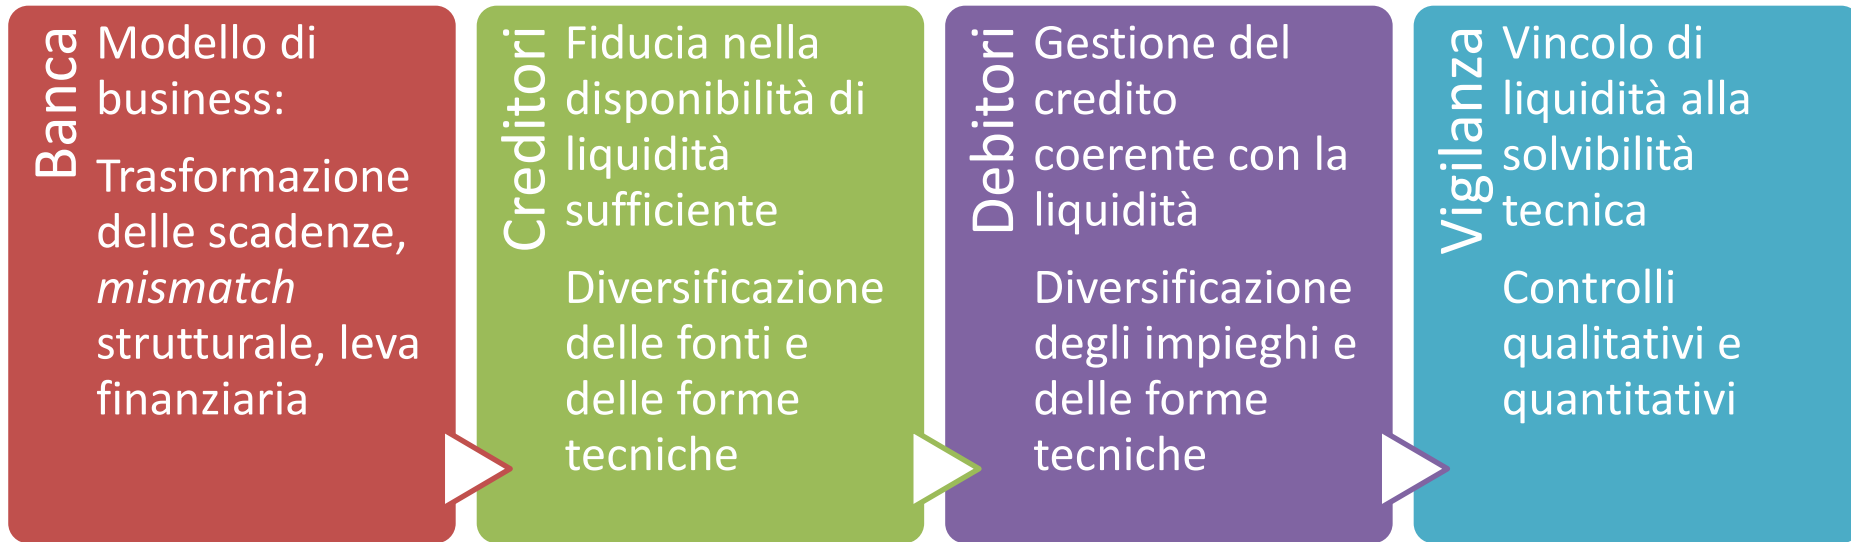 Banca
Modello di
business:
Trasformazione
delle scadenze,
mismatch
strutturale, leva
finanziaria
Creditori
Fiducia nella
disponibilità di
liquidità
sufficiente
Diversificazione
delle fonti e
delle forme
tecniche
Debitori
Gestione del
credito
coerente con la
liquidità
Diversificazione
degli impieghi e
delle forme
tecniche
Vigilanza
Vincolo di
liquidità alla
solvibilità
tecnica
Controlli
qualitativi e
quantitativi